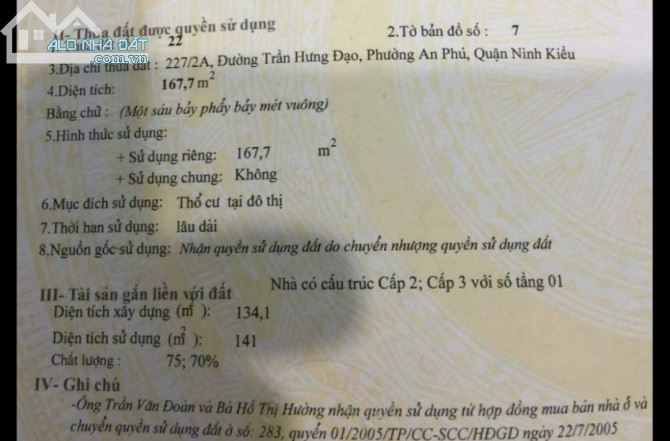 II- Thửa đất được quyền sử dụng
ALO NHÀ ĐẤT
.com.vn
22
2.Tờ bản đồ số : 7
3.Địa chỉ thửa đất : 227/2A, Đường Trần Hưng Đạo, Phường An Phú, Quận Ninh Kiều
4.Diện tích: 167,7 m2
Bằng chữ : (Một sáu bảy phẩy bảy mét vuông)
5.Hình thức sử dụng:
+ Sử dụng riêng: 167,7 m2
+ Sử dụng chung: Không
6.Mục đích sử dụng: Thổ cư tại đô thị
7.Thời hạn sử dụng: lâu dài
8.Nguồn gốc sử dụng: Nhận quyền sử dụng đất do chuyển nhượng quyền sử dụng đất
III- Tài sản gắn liền với đất Nhà có cấu trúc Cấp 2; Cấp 3 với số tầng 01
Diện tích xây dựng (m2): 134,1
Diện tích sử dụng (m2): 141
Chất lượng : 75; 70%
IV- Ghi chú
-Ông Trần Văn Đoàn và Bà Hồ Thị Hường nhận quyền sử dụng từ hợp đồng mua bán nhà ở và
chuyển quyền sử dụng đất ở số: 283, quyển 01/2005/TP/CC-SCC/HDGD ngày 22/7/2005